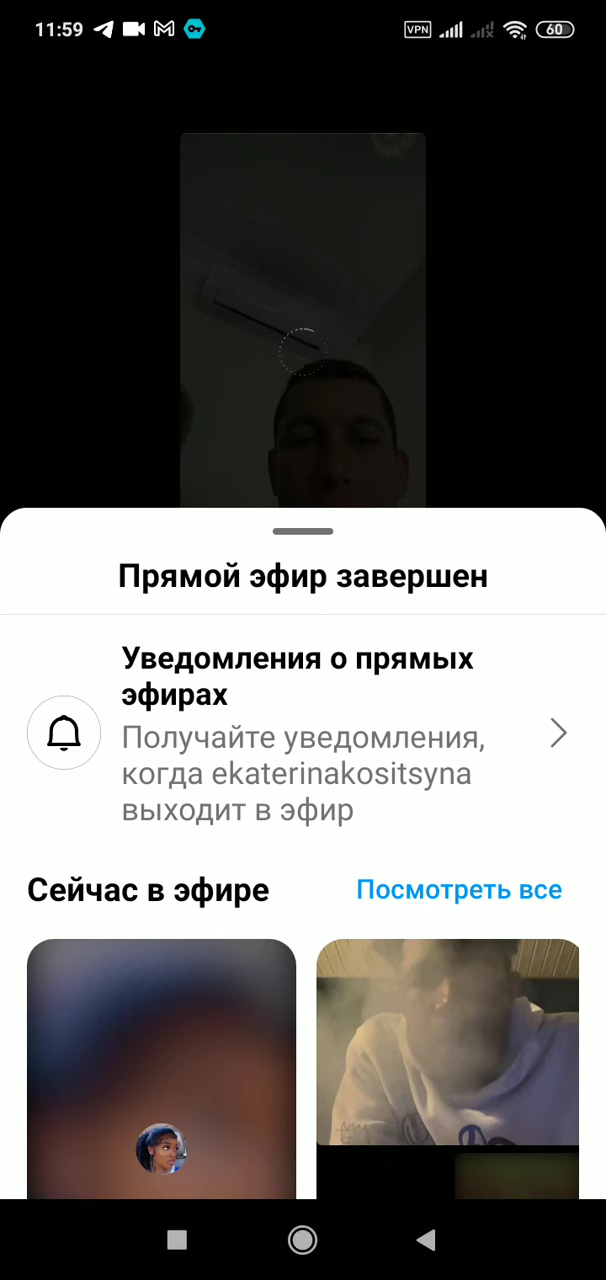 11:59 VPN 60
Прямой эфир завершен
Уведомления о прямых
эфирах
Получайте уведомления,
когда ekaterinakositsyna
выходит в эфир
Сейчас в эфире Посмотреть все